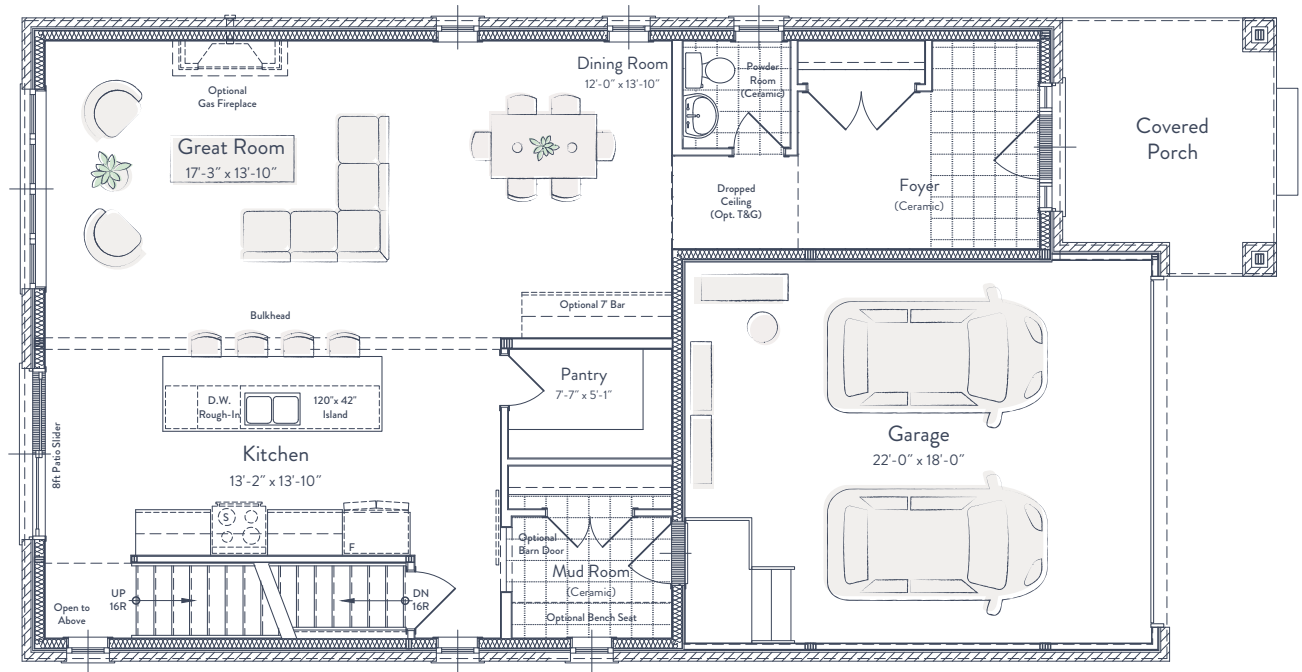 Optional
Gas Fireplace
Great Room
17'-3" x 13'-10"
Dining Room
12'-0" x 13'-10"
Powder
Room
(Ceramic)
Dropped
Ceiling
(Opt. T&G)
Foyer
(Ceramic)
Covered
Porch
Bulkhead
Optional 7' Bar
D.W.
Rough-In
120"x 42"
Island
Pantry
7'-7" x 5'-1"
Kitchen
13'-2" x 13'-10"
8ft Patio Slider
Garage
22'-0" x 18'-0"
S
F
Optional
Barn Door
Mud Room
(Ceramic)
Optional Bench Seat
UP
16R
DN
16R
Open to
Above